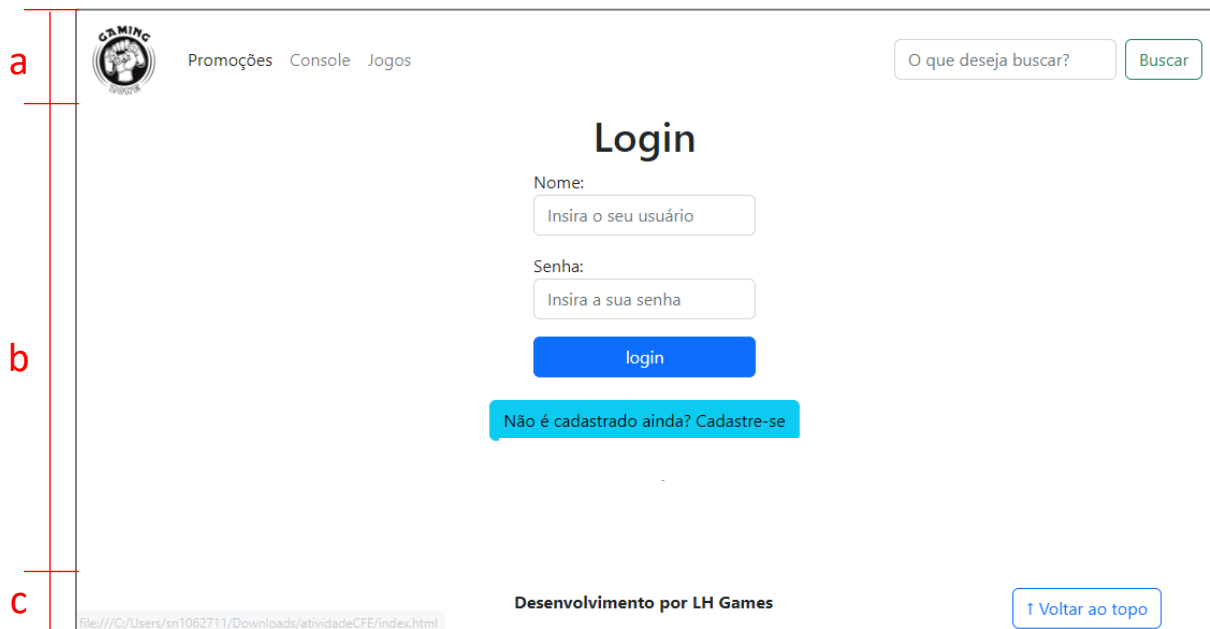 a
GAMING
ZONE
Promoções Console Jogos
O que deseja buscar? Buscar
b
Login
Nome:
Insira o seu usuário
Senha:
Insira a sua senha
login
Não é cadastrado ainda? Cadastre-se
-
c
Desenvolvimento por LH Games
↑ Voltar ao topo
file:///C:/Users/sn1062711/Downloads/atividadeCFE/index.html